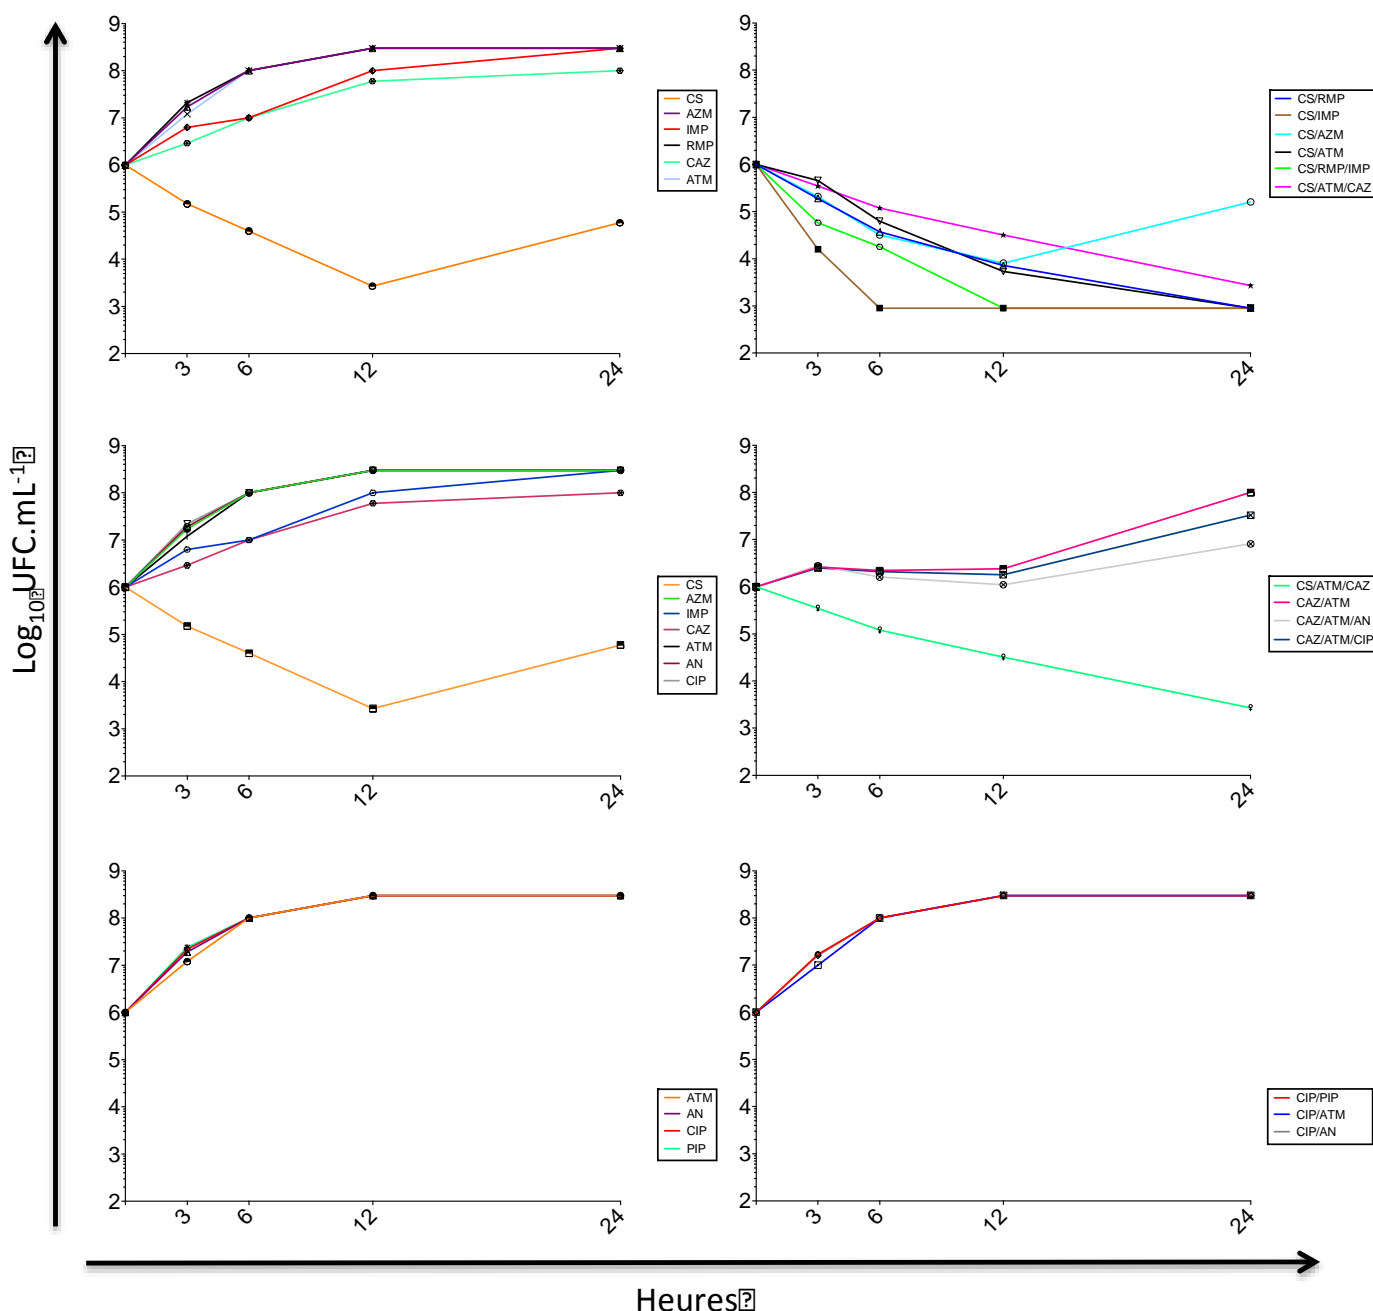 9
8
7
6
5
4
3
2
3
6
12
24
CS
AZM
IMP
RMP
CAZ
ATM
9
8
7
6
5
4
3
2
3
6
12
24
CS/RMP
CS/IMP
CS/AZM
CS/ATM
CS/RMP/IMP
CS/ATM/CAZ
Log10⍰UFC.mL-1⍰
9
8
7
6
5
4
3
2
3
6
12
24
CS
AZM
IMP
CAZ
ATM
AN
CIP
9
8
7
6
5
4
3
2
3
6
12
24
CS/ATM/CAZ
CAZ/ATM
CAZ/ATM/AN
CAZ/ATM/CIP
9
8
7
6
5
4
3
2
3
6
12
24
ATM
AN
CIP
PIP
9
8
7
6
5
4
3
2
3
6
12
24
CIP/PIP
CIP/ATM
CIP/AN
Heures⍰